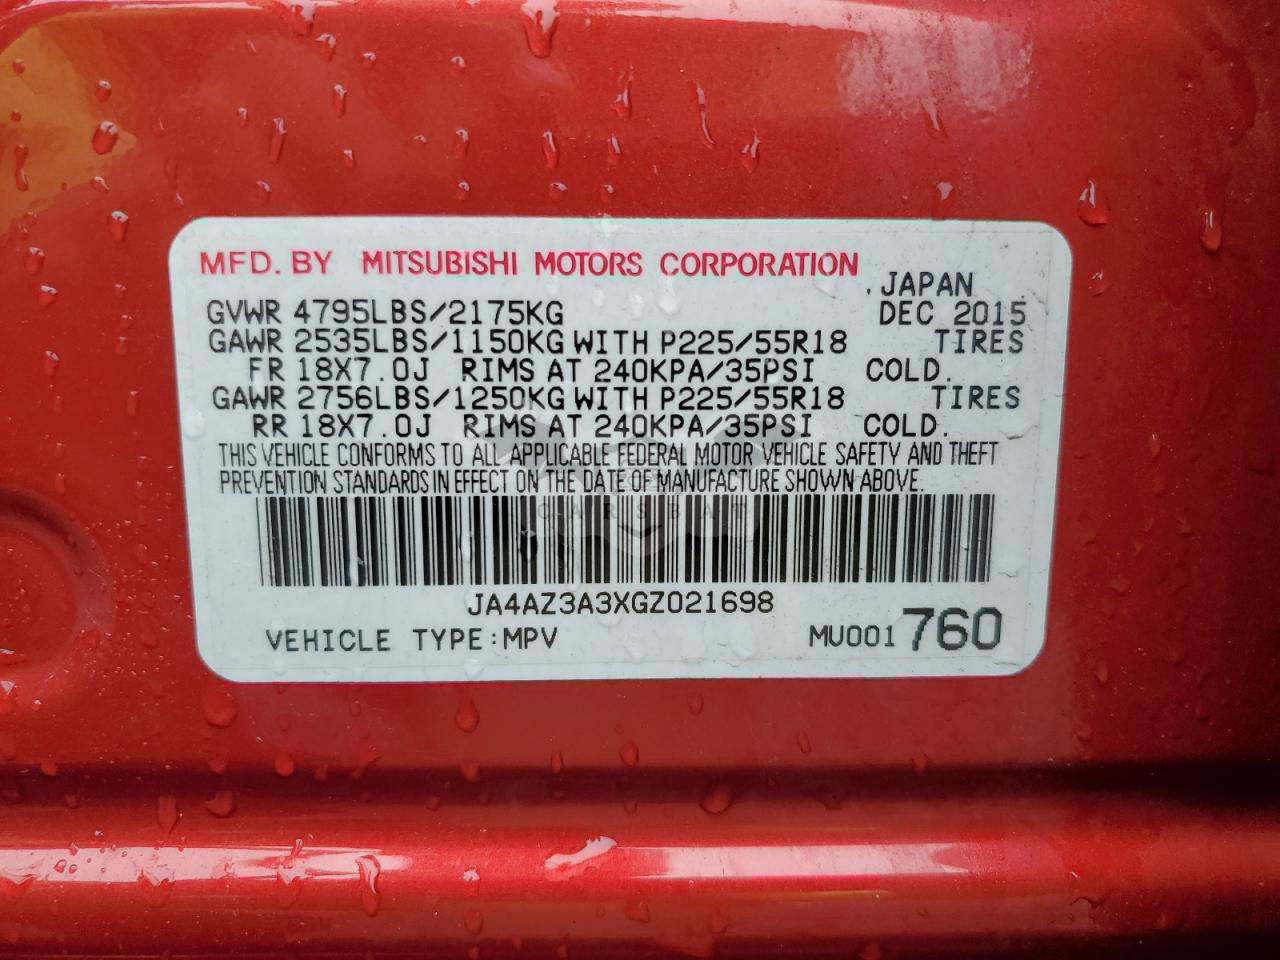 MFD. BY MITSUBISHI MOTORS CORPORATION
. JAPAN
GVWR 4795LBS/2175KG DEC 2015
GAWR 2535LBS/1150KG WITH P225/55R18 TIRES
FR 18X7.0J RIMS AT 240KPA/35PSI COLD.
GAWR 2756LBS/1250KG WITH P225/55R18 TIRES
RR 18X7.0J RIMS AT 240KPA/35PSI COLD.
THIS VEHICLE CONFORMS TO ALL APPLICABLE FEDERAL MOTOR VEHICLE SAFETY AND THEFT
PREVENTION STANDARDS IN EFFECT ON THE DATE OF MANUFACTURE SHOWN ABOVE.
CARSBAT
JA4AZ3A3XGZ021698
VEHICLE TYPE:MPV MU001 760